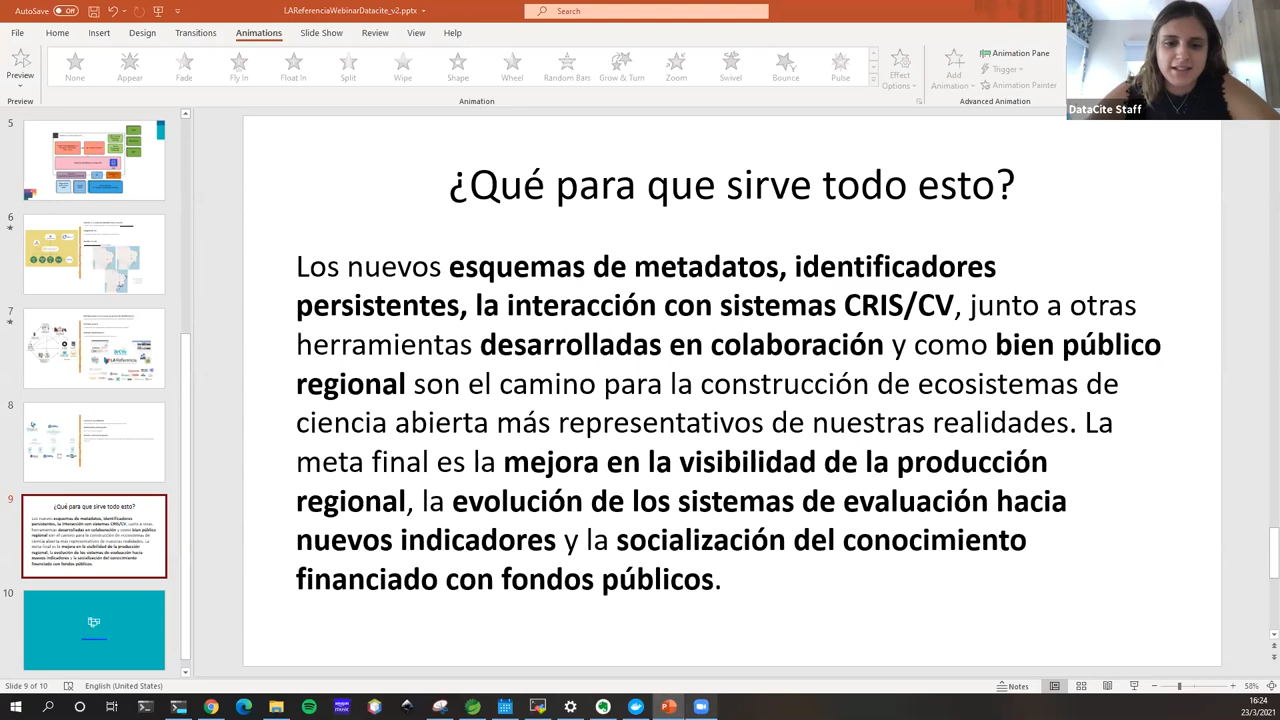 AutoSave Off
LAReferenciaWebinarDatacite_v2.pptx
Search
File Home Insert Design Transitions Animations Slide Show Review View Help
Preview
None Appear Fade Fly In Float In Split Wipe Shape Wheel Random Bars Grow & Turn Zoom Swivel Bounce Pulse
Effect Options
Add Animation
Animation Pane
Trigger
Animation Painter
Preview Animation Advanced Animation
DataCite Staff
5
6
7
8
9
10
¿Qué para que sirve todo esto?
Los nuevos esquemas de metadatos, identificadores
persistentes, la interacción con sistemas CRIS/CV, junto a otras
herramientas desarrolladas en colaboración y como bien público
regional son el camino para la construcción de ecosistemas de
ciencia abierta más representativos de nuestras realidades. La
meta final es la mejora en la visibilidad de la producción
regional, la evolución de los sistemas de evaluación hacia
nuevos indicadores y la socialización del conocimiento
financiado con fondos públicos.
Slide 9 of 10 English (United States) Notes 58%
16:24
23/3/2021